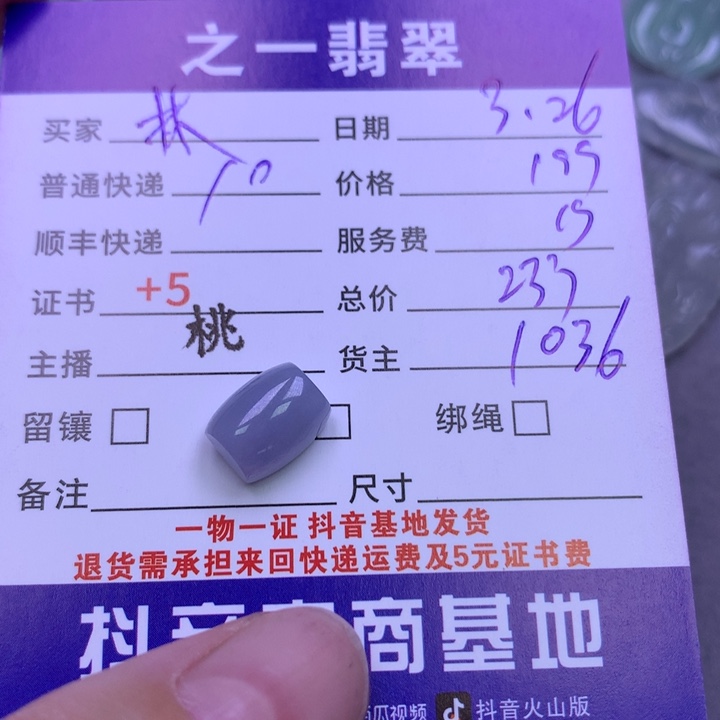 之一翡翠
买家 林 日期 3.26
普通快递 10 价格 199
顺丰快递 服务费 19
证书 +5 总价 233
主播 桃 货主 1036
留镶 绑绳
备注 尺寸
一物一证 抖音基地发货
退货需承担来回快递运费及5元证书费
抖音 商基地
瓜视频 抖音火山版